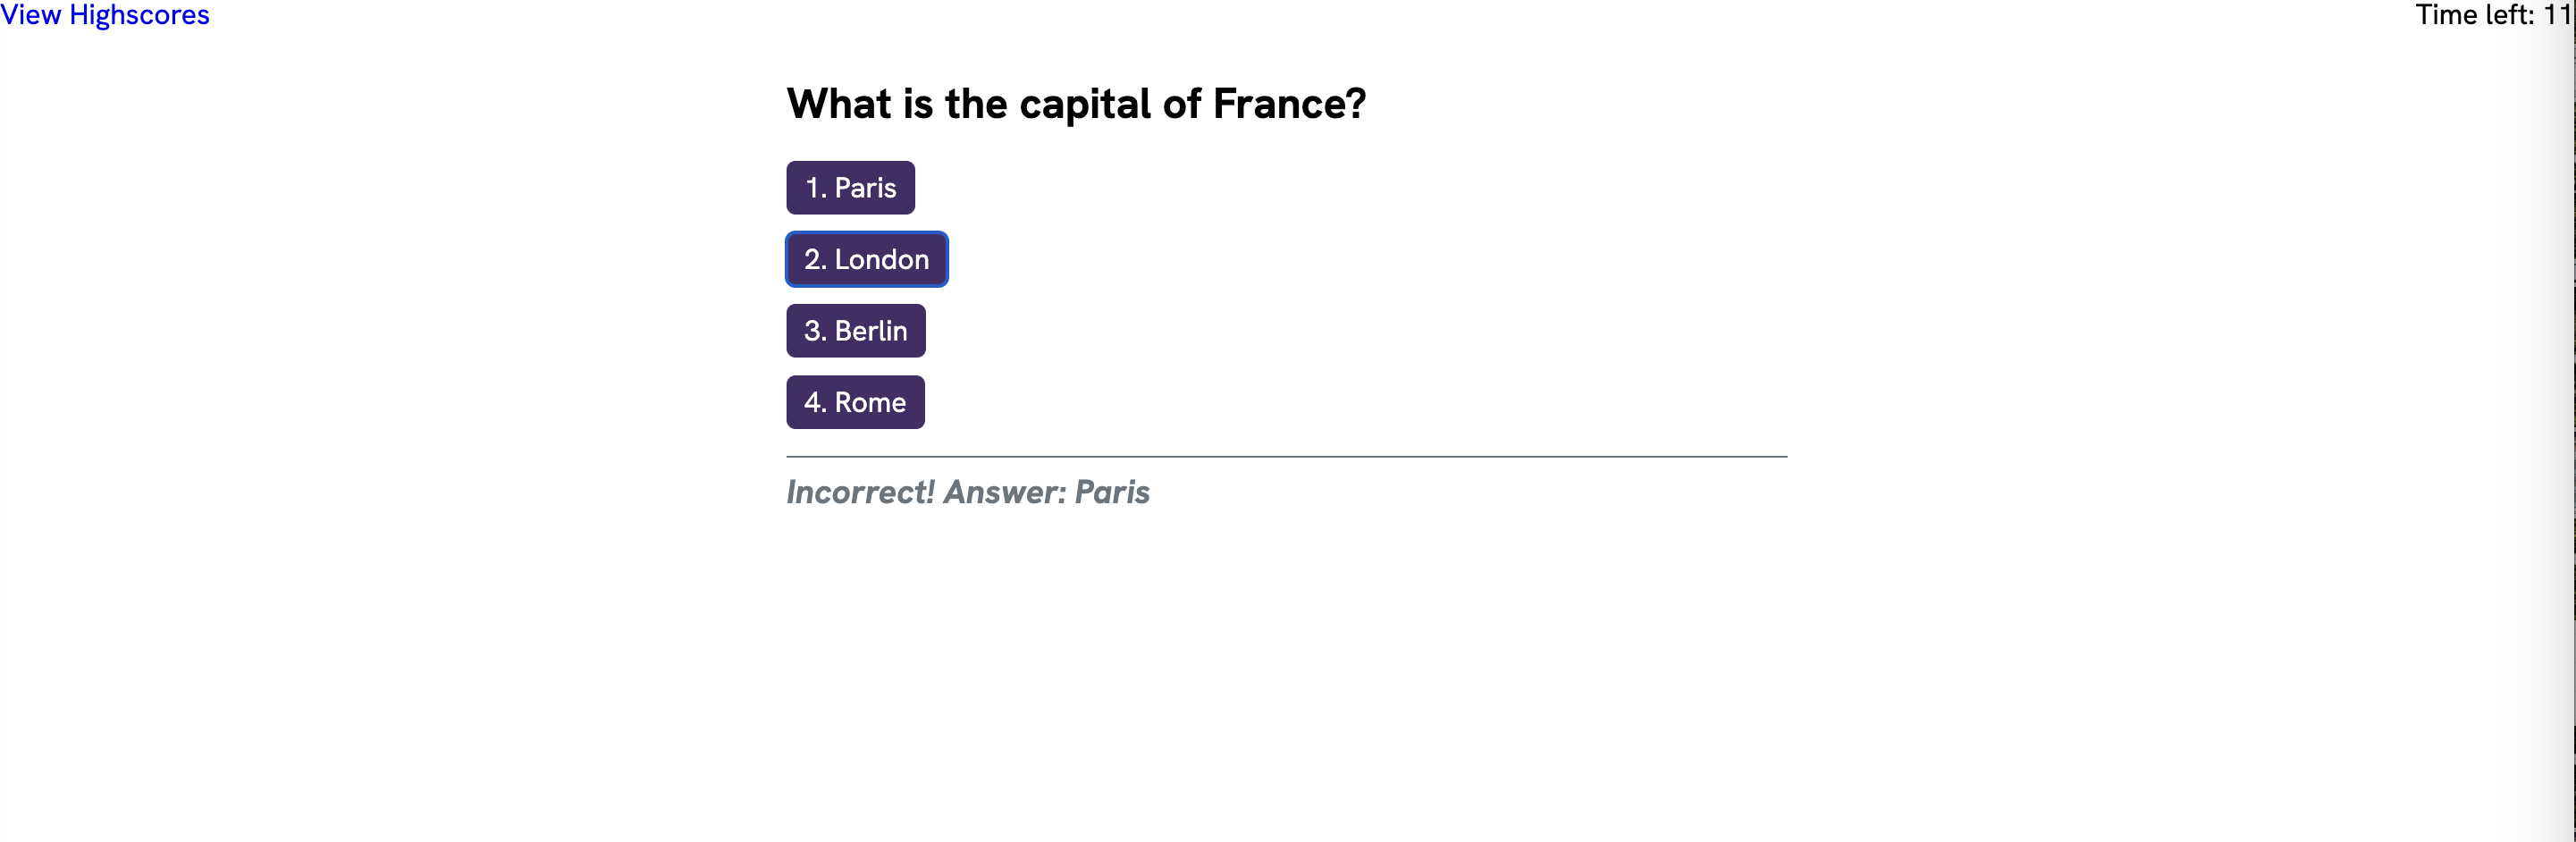 View Highscores
Time left: 11
What is the capital of France?
1. Paris
2. London
3. Berlin
4. Rome
Incorrect! Answer: Paris